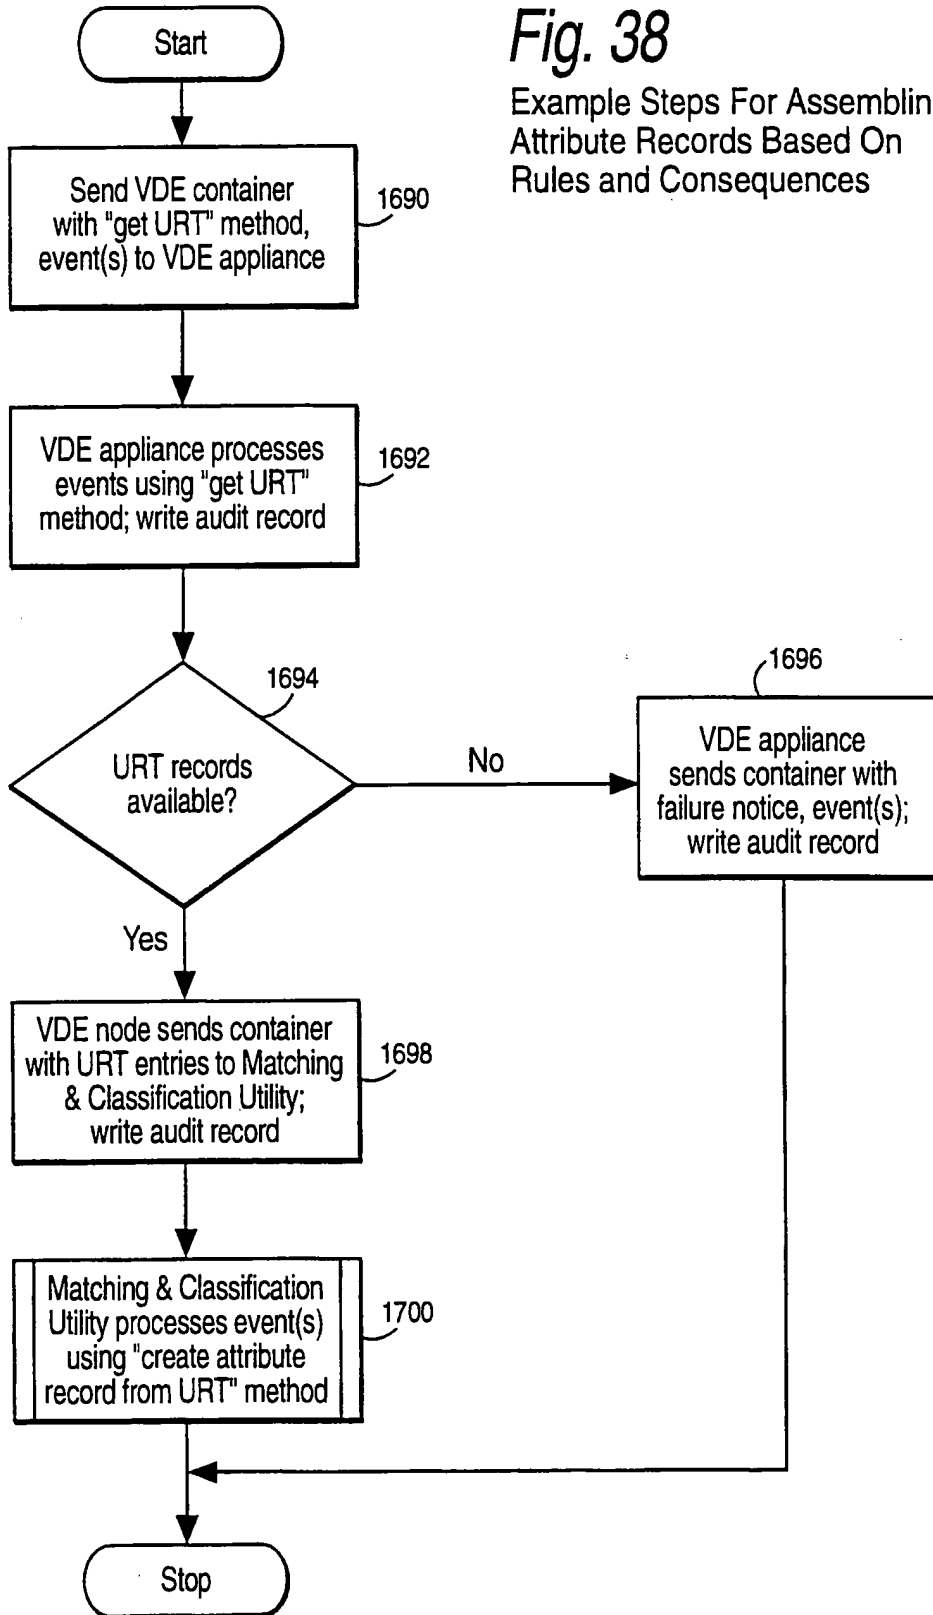 Start
Fig. 38
Example Steps For Assemblin
Attribute Records Based On
Rules and Consequences
Send VDE container
with "get URT" method,
event(s) to VDE appliance
1690
VDE appliance processes
events using "get URT"
method; write audit record
1692
URT records
available?
1694
No
VDE appliance
sends container with
failure notice, event(s);
write audit record
1696
Yes
VDE node sends container
with URT entries to Matching
& Classification Utility;
write audit record
1698
Matching & Classification
Utility processes event(s)
using "create attribute
record from URT" method
1700
Stop